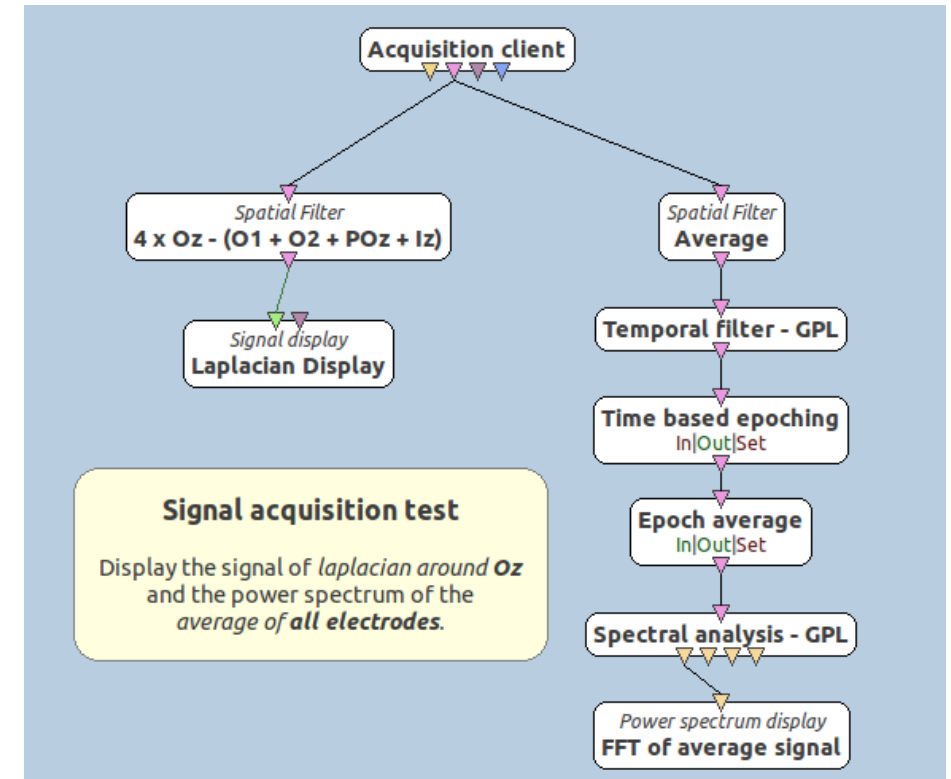 Acquisition client
Spatial Filter
4 x Oz - (O1 + O2 + POz + Iz)
Spatial Filter
Average
Signal display
Laplacian Display
Temporal filter - GPL
Time based epoching
In|Out|Set
Epoch average
In|Out|Set
Signal acquisition test
Display the signal of laplacian around Oz
and the power spectrum of the
average of all electrodes.
Spectral analysis - GPL
Power spectrum display
FFT of average signal